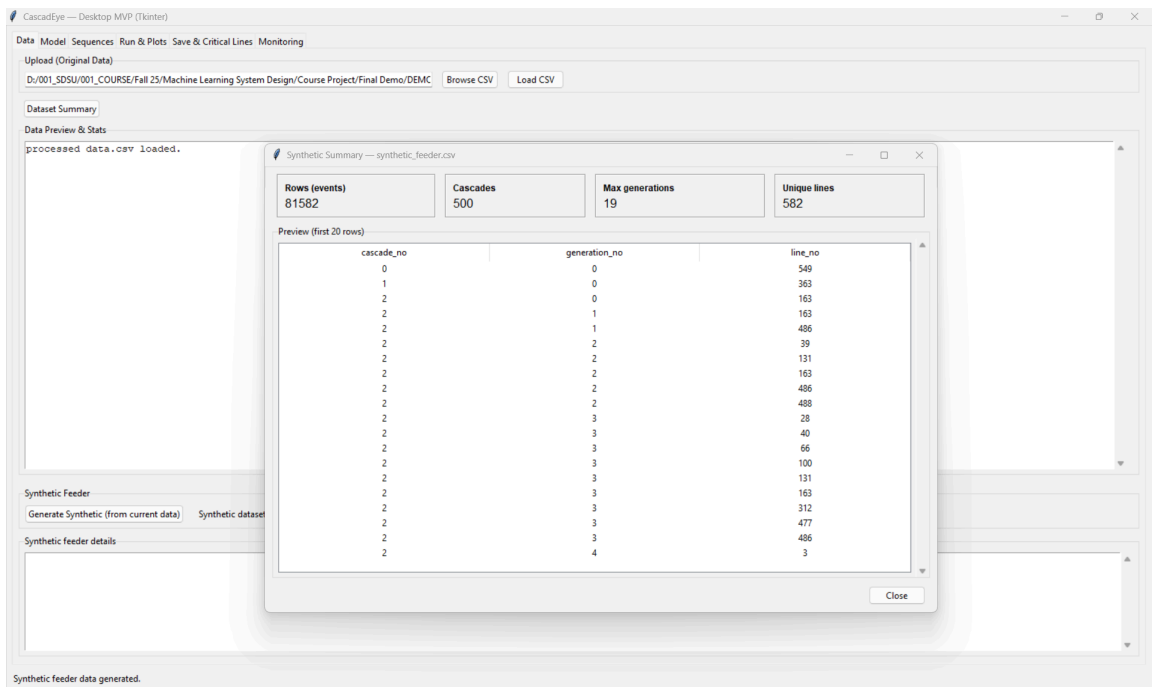 CascadEye — Desktop MVP (Tkinter)
Data Model Sequences Run & Plots Save & Critical Lines Monitoring
Upload (Original Data)
D:/001_SDSU/001_COURSE/Fall 25/Machine Learning System Design/Course Project/Final Demo/DEMC Browse CSV Load CSV
Dataset Summary
Data Preview & Stats
processed data.csv loaded.
Synthetic Summary — synthetic_feeder.csv
Rows (events) Cascades Max generations Unique lines
81582 500 19 582
Preview (first 20 rows)
cascade_no generation_no line_no
0 0 549
1 0 363
2 0 163
2 1 163
2 1 486
2 2 39
2 2 131
2 2 163
2 2 486
2 2 488
2 3 28
2 3 40
2 3 66
2 3 100
2 3 131
2 3 163
2 3 312
2 3 477
2 3 486
2 4 3
Close
Synthetic Feeder
Generate Synthetic (from current data) Synthetic dataset
Synthetic feeder details
Synthetic feeder data generated.